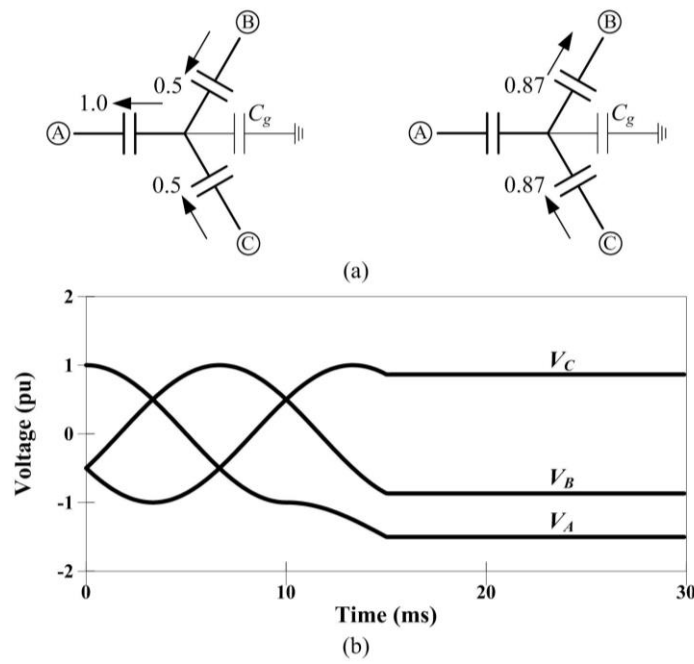 B
B
0.5
0.87
1.0
C_g
C_g
A
A
0.5
0.87
C
C
(a)
2
1
0
-1
-2
Voltage (pu)
V_C
V_B
V_A
0
10
20
30
Time (ms)
(b)